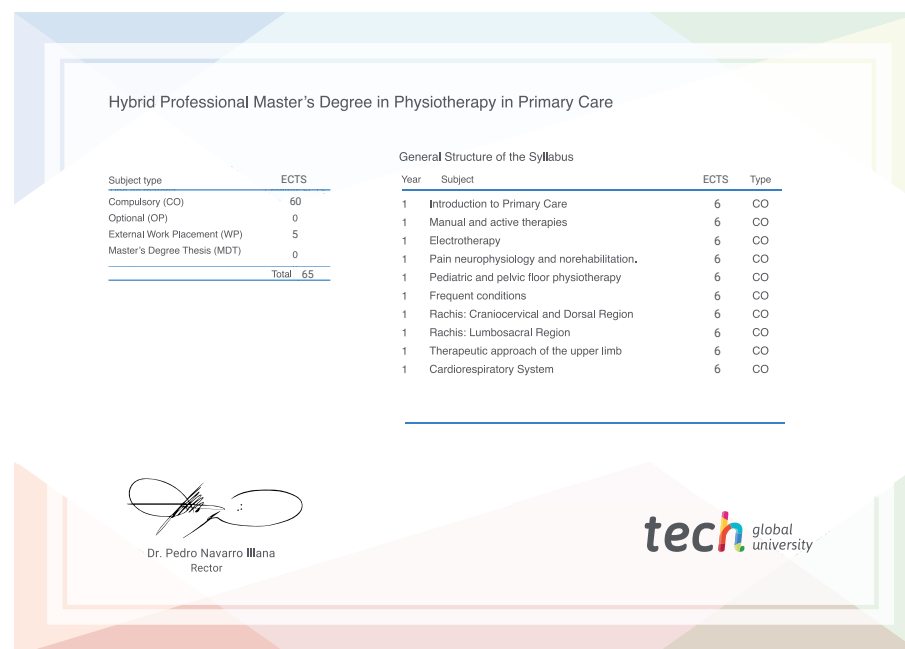 Hybrid Professional Master's Degree in Physiotherapy in Primary Care
Subject type ECTS
Compulsory (CO) 60
Optional (OP) 0
External Work Placement (WP) 5
Master's Degree Thesis (MDT) 0
Total 65
General Structure of the Syllabus
Year Subject ECTS Type
1 Introduction to Primary Care 6 CO
1 Manual and active therapies 6 CO
1 Electrotherapy 6 CO
1 Pain neurophysiology and norehabilitation. 6 CO
1 Pediatric and pelvic floor physiotherapy 6 CO
1 Frequent conditions 6 CO
1 Rachis: Craniocervical and Dorsal Region 6 CO
1 Rachis: Lumbosacral Region 6 CO
1 Therapeutic approach of the upper limb 6 CO
1 Cardiorespiratory System 6 CO
Dr. Pedro Navarro Illana
Rector
tech global
university